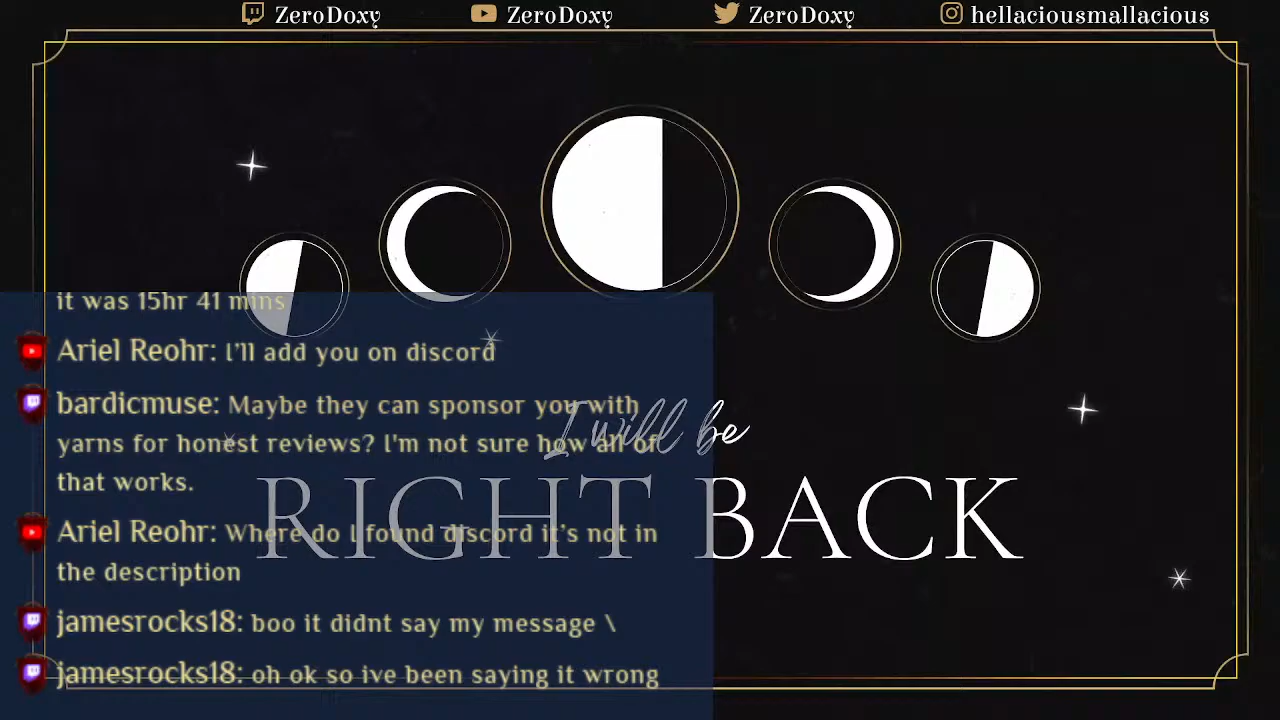 ZeroDoxy ZeroDoxy ZeroDoxy hellaciousmallacious
it was 15hr 41 mins
Ariel Reohr: I'll add you on discord
bardicmuse: Maybe they can sponsor you with
yarns for honest reviews? I'm not sure how all of
that works.
I will be
RIGHT BACK
Ariel Reohr: Where do I found discord it's not in
the description
jamesrocks18: boo it didnt say my message \
jamesrocks18: oh ok so ive been saying it wrong